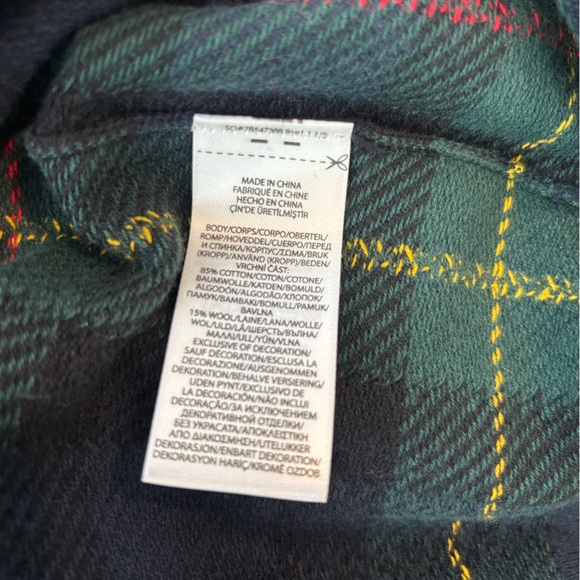 MADE IN CHINA
FABRIQUÉ EN CHINE
HECHO EN CHINA
ÇİN'DE ÜRETİLMİŞTİR
BODY/CORPS/CORPO/OBERTEIL/
ROMP/HOVEDDEL/CUERPO/ПЕРЕД
И СПИНКА/КОРПУС/ΣΩΜΑ/BRUK
(KROPP)/ANVÄND (KROPP)/BEDEN/
VRCHNÍ ČÁST:
85% COTTON/COTON/COTONE/
BAUMWOLLE/KATOEN/BOMULD/
ALGODÓN/ALGODÃO/ХЛОПОК/
ПАМУК/ΒΑΜΒΑΚΙ/BOMULL/PAMUK/
BAVLNA
15% WOOL/LAINE/LANA/WOLLE/
WOL/ULD/LÃ/ШЕРСТЬ/ВЪЛНА/
ΜΑΛΛΙ/ULL/YÜN/VLNA
EXCLUSIVE OF DECORATION/
SAUF DÉCORATION/ESCLUSA LA
DECORAZIONE/AUSGENOMMEN
DEKORATION/BEHALVE VERSIERING/
UDEN PYNT/EXCLUSIVO DE
LA DECORACIÓN/NÃO INCLUI
DECORAÇÃO/ЗА ИСКЛЮЧЕНИЕМ
ДЕКОРАТИВНОЙ ОТДЕЛКИ/
БЕЗ УКРАСАТА/ΑΠΟΚΛΕΙΣΤΙΚΗ
ΑΠΟ ΔΙΑΚΟΣΜΗΣΗ/UTELUKKER
DEKORASJON/ENBART DEKORATION/
DEKORASYON HARİÇ/KROMĚ OZDOB